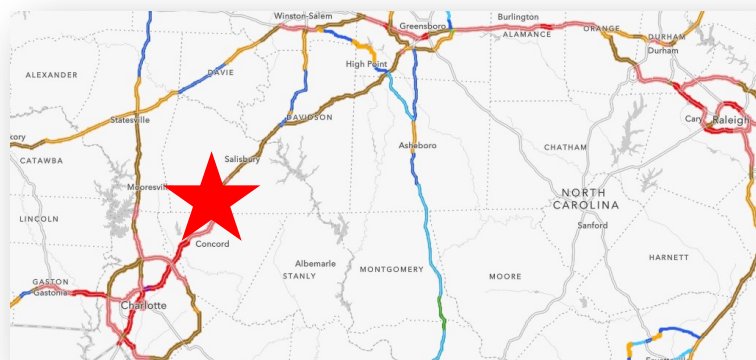 Winston-Salem
Greensboro
Burlington
ALAMANCE
ORANGE
DURHAM
Durham
ALEXANDER
DAVIE
High Point
Statesville
DAVIDSON
Cary
Raleigh
CATAWBA
Salisbury
Asheboro
CHATHAM
NORTH
CAROLINA
LINCOLN
Concord
Sanford
Albemarle
STANLY
MONTGOMERY
MOORE
HARNETT
GASTON
Gastonia
Charlotte